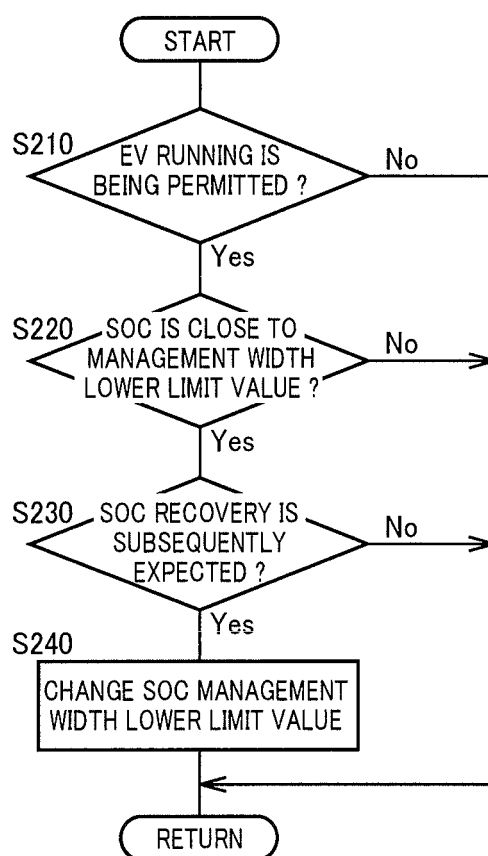 START
S210
EV RUNNING IS
BEING PERMITTED ?
No
Yes
S220
SOC IS CLOSE TO
MANAGEMENT WIDTH
LOWER LIMIT VALUE ?
No
Yes
S230
SOC RECOVERY IS
SUBSEQUENTLY
EXPECTED ?
No
Yes
S240
CHANGE SOC MANAGEMENT
WIDTH LOWER LIMIT VALUE
RETURN